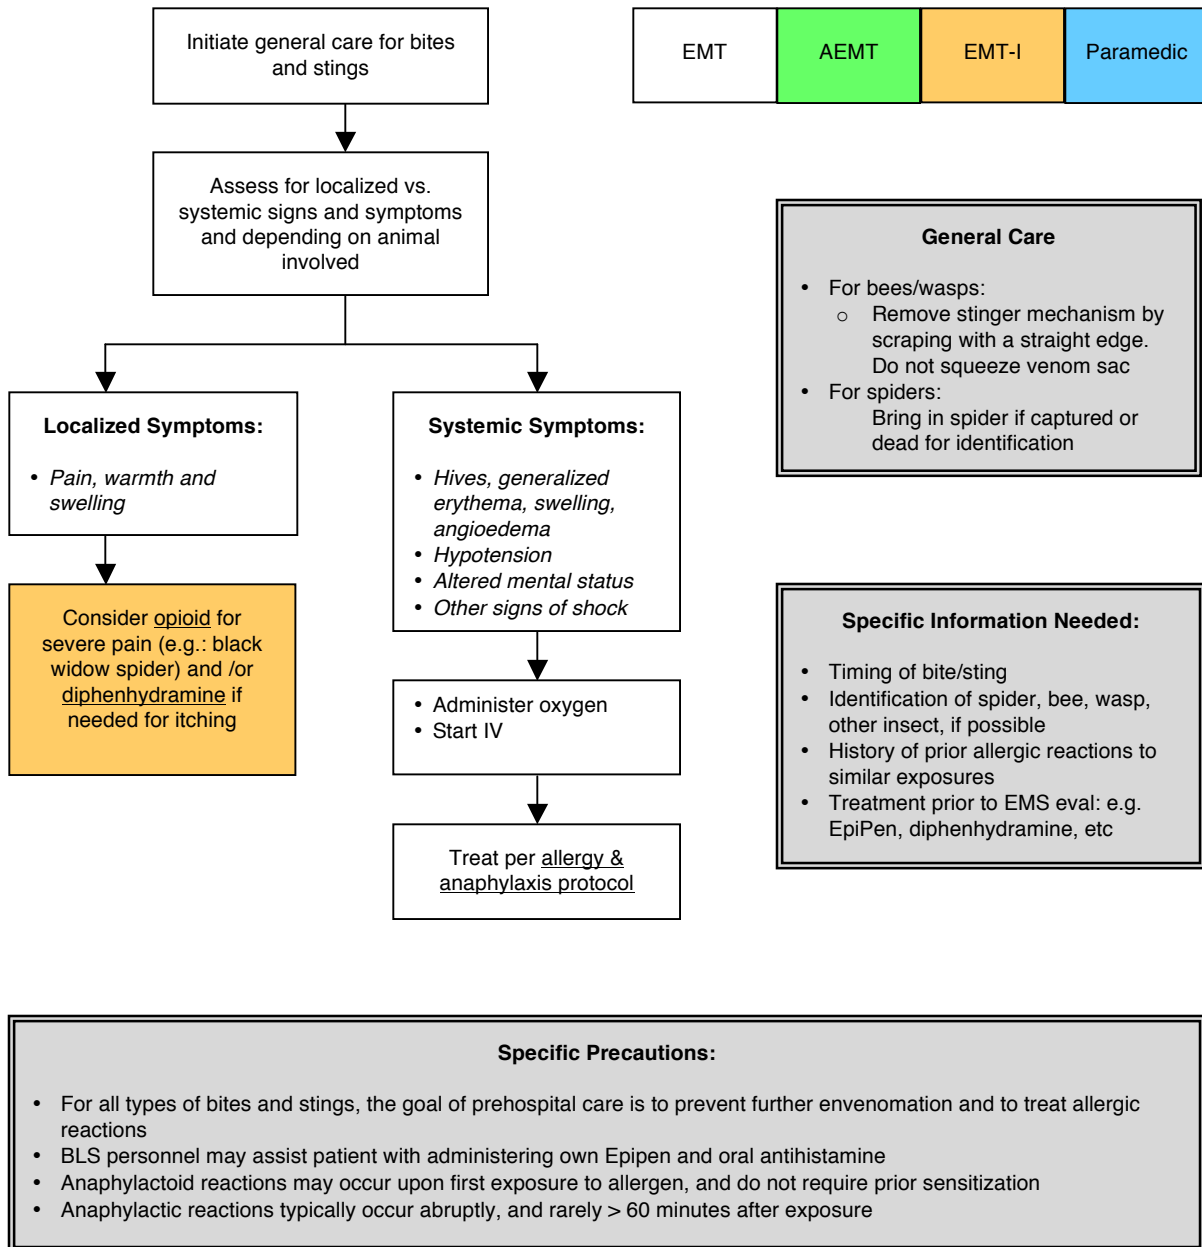 Initiate general care for bites
and stings
EMT
AEMT
EMT-I
Paramedic
Assess for localized vs.
systemic signs and symptoms
and depending on animal
involved
General Care
• For bees/wasps:
o Remove stinger mechanism by
scraping with a straight edge.
Do not squeeze venom sac
• For spiders:
Bring in spider if captured or
dead for identification
Localized Symptoms:
• Pain, warmth and
swelling
Systemic Symptoms:
• Hives, generalized
erythema, swelling,
angioedema
• Hypotension
• Altered mental status
• Other signs of shock
Consider opioid for
severe pain (e.g.: black
widow spider) and /or
diphenhydramine if
needed for itching
• Administer oxygen
• Start IV
Treat per allergy &
anaphylaxis protocol
Specific Information Needed:
• Timing of bite/sting
• Identification of spider, bee, wasp,
other insect, if possible
• History of prior allergic reactions to
similar exposures
• Treatment prior to EMS eval: e.g.
EpiPen, diphenhydramine, etc
Specific Precautions:
• For all types of bites and stings, the goal of prehospital care is to prevent further envenomation and to treat allergic
reactions
• BLS personnel may assist patient with administering own Epipen and oral antihistamine
• Anaphylactoid reactions may occur upon first exposure to allergen, and do not require prior sensitization
• Anaphylactic reactions typically occur abruptly, and rarely > 60 minutes after exposure